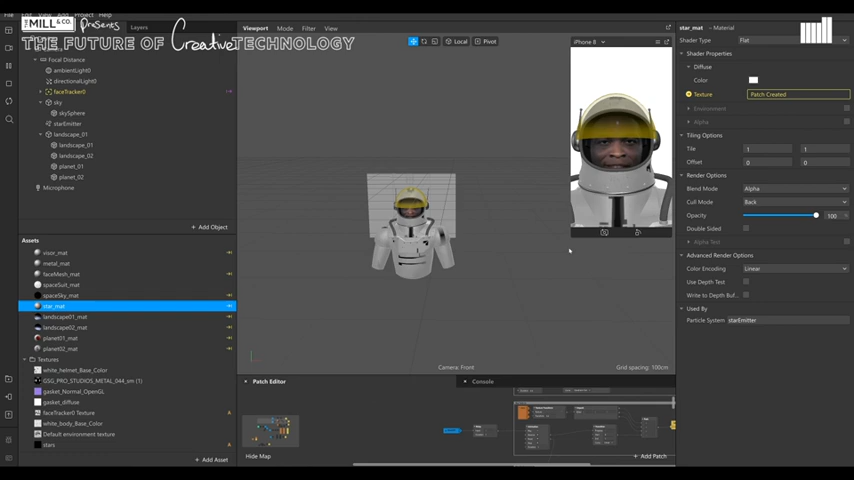 THE MILL & CO. Presents
THE FUTURE OF Creative TECHNOLOGY
Layers
Focal Distance
ambientLight0
directionalLight0
faceTracker0
sky
skySphere
starEmitter
landscape_01
landscape_01
landscape_02
planet_01
planet_02
Microphone
Add Object
Assets
visor_mat
metal_mat
faceMesh_mat
spaceSuit_mat
spaceSky_mat
star_mat
landscape01_mat
landscape02_mat
planet01_mat
planet02_mat
Textures
white_helmet_Base_Color
GSG_PRO_STUDIOS_METAL_044_sm (1)
gasket_Normal_OpenGL
gasket_diffuse
faceTracker0 Texture
white_body_Base_Color
Default environment texture
stars
Add Asset
Viewport Mode Filter View
Local Pivot
iPhone 8
Camera: Front
Grid spacing 100cm
Patch Editor
Console
Hide Map
Add Patch
star_mat - Material
Shader Type Flat
Shader Properties
Diffuse
Color
Texture Patch Created
Environment
Alpha
Tiling Options
Tile 1 1
Offset 0 0
Render Options
Blend Mode Alpha
Cull Mode Back
Opacity 100
Double Sided
Alpha Test
Advanced Render Options
Color Encoding Linear
Use Depth Test
Write to Depth Buf...
Used By
Particle System starEmitter